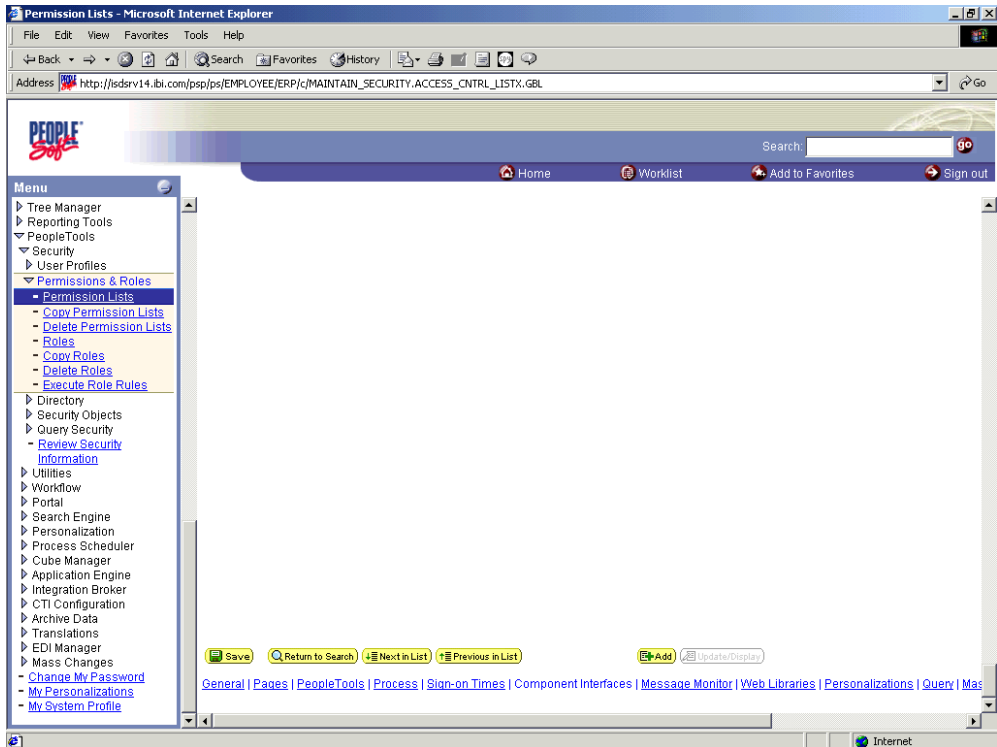 Permission Lists - Microsoft Internet Explorer
File Edit View Favorites Tools Help
Back Search Favorites History
Address http://isdsrv14.ibi.com/psp/ps/EMPLOYEE/ERP/c/MAINTAIN_SECURITY.ACCESS_CNTRL_LISTX.GBL Go
PEOPLE
Soft
Search: go
Home Worklist Add to Favorites Sign out
Menu
Tree Manager
Reporting Tools
PeopleTools
Security
User Profiles
Permissions & Roles
Permission Lists
Copy Permission Lists
Delete Permission Lists
Roles
Copy Roles
Delete Roles
Execute Role Rules
Directory
Security Objects
Query Security
Review Security
Information
Utilities
Workflow
Portal
Search Engine
Personalization
Process Scheduler
Cube Manager
Application Engine
Integration Broker
CTI Configuration
Archive Data
Translations
EDI Manager
Mass Changes
Change My Password
My Personalizations
My System Profile
Save Return to Search Next in List Previous in List Add Update/Display
General | Pages | PeopleTools | Process | Sign-on Times | Component Interfaces | Message Monitor | Web Libraries | Personalizations | Query | Mas
Internet